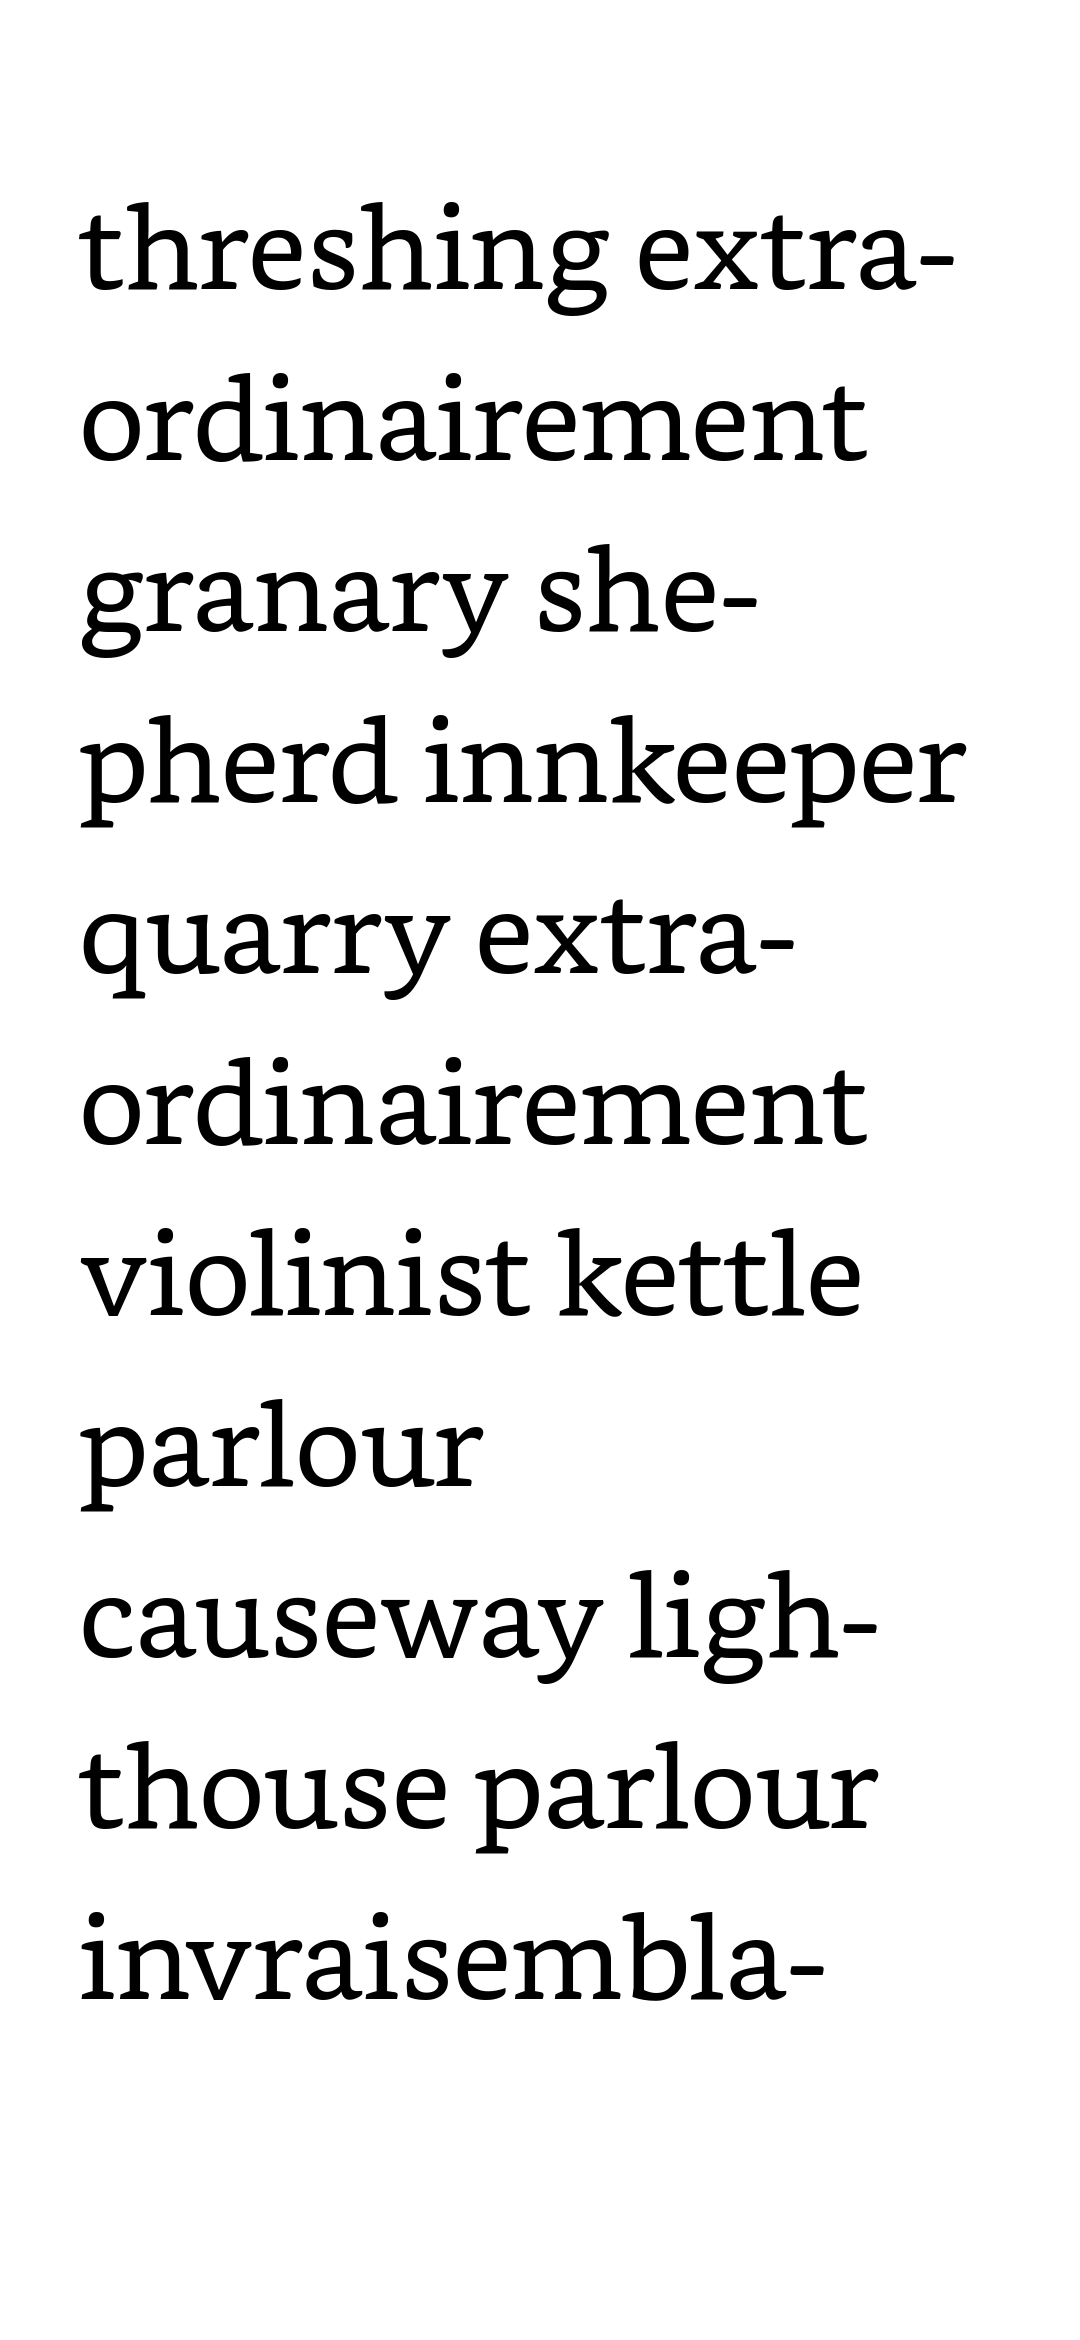 threshing extra-
ordinairement
granary she-
pherd innkeeper
quarry extra-
ordinairement
violinist kettle
parlour
causeway ligh-
thouse parlour
invraisembla-